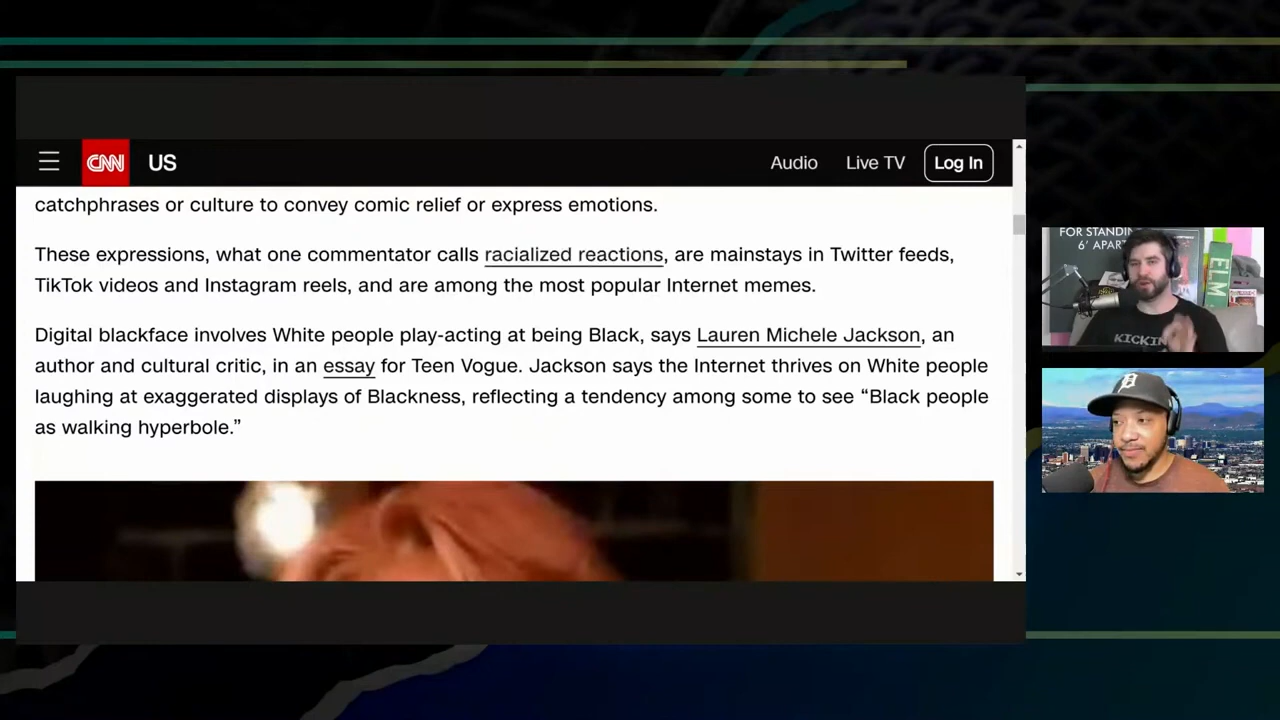 CNN US Audio Live TV Log In
catchphrases or culture to convey comic relief or express emotions.
These expressions, what one commentator calls racialized reactions, are mainstays in Twitter feeds,
TikTok videos and Instagram reels, and are among the most popular Internet memes.
Digital blackface involves White people play-acting at being Black, says Lauren Michele Jackson, an
author and cultural critic, in an essay for Teen Vogue. Jackson says the Internet thrives on White people
laughing at exaggerated displays of Blackness, reflecting a tendency among some to see “Black people
as walking hyperbole.”
FOR STANDIN
6' APART
ELM
KICKIN
D